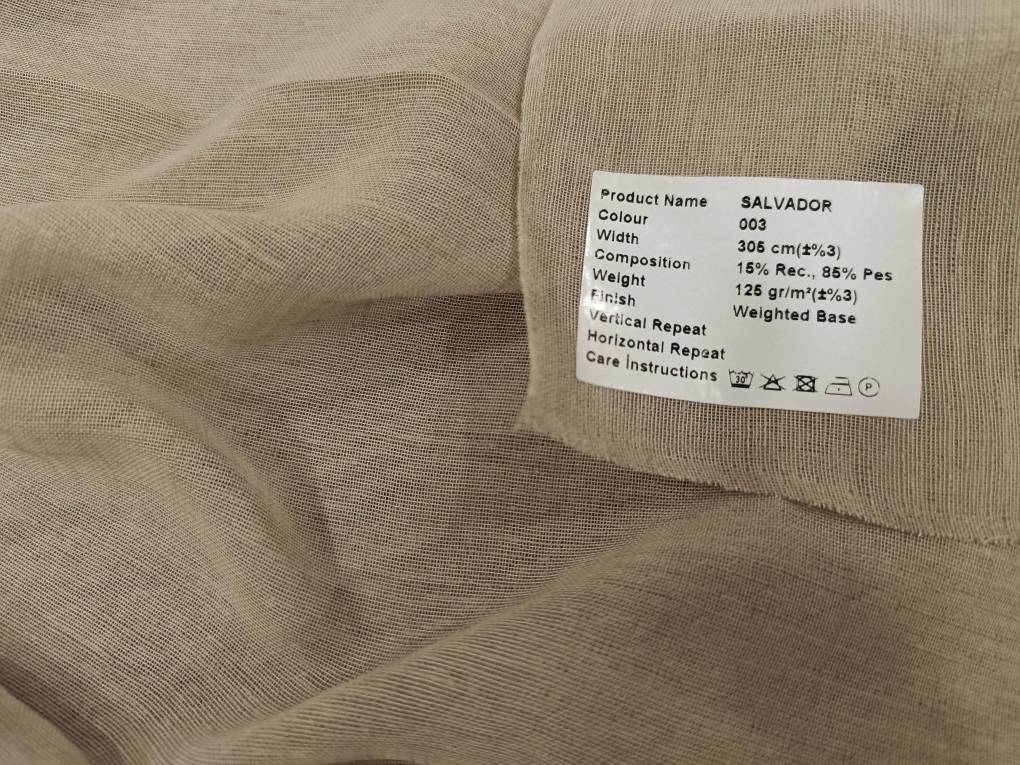 Product Name SALVADOR
Colour 003
Width 305 cm(±%3)
Composition 15% Rec., 85% Pes
Weight 125 gr/m²(±%3)
Finish Weighted Base
Vertical Repeat
Horizontal Repeat
Care İnstructions 30° P